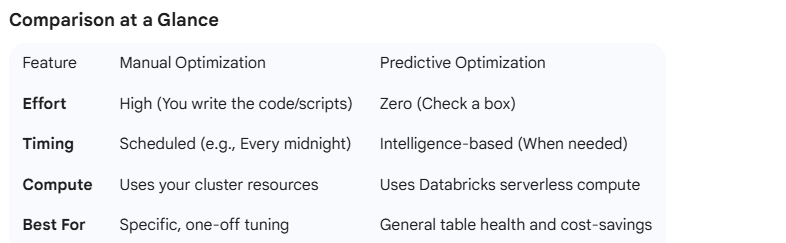 Comparison at a Glance
Feature Manual Optimization Predictive Optimization
Effort High (You write the code/scripts) Zero (Check a box)
Timing Scheduled (e.g., Every midnight) Intelligence-based (When needed)
Compute Uses your cluster resources Uses Databricks serverless compute
Best For Specific, one-off tuning General table health and cost-savings